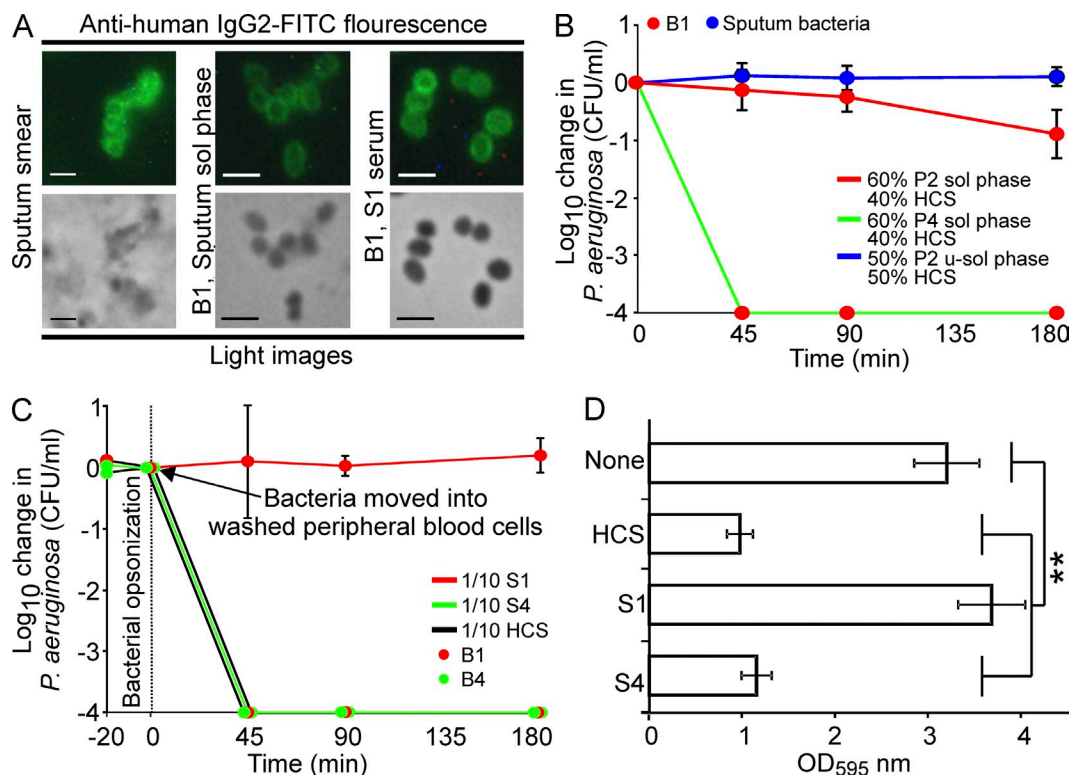 A
Anti-human IgG2-FITC flourescence
Sputum smear
B1, Sputum sol phase
B1, S1 serum
Light images
B
B1
Sputum bacteria
Log10 change in
P. aeruginosa (CFU/ml)
1
0
-1
-2
-3
-4
60% P2 sol phase
40% HCS
60% P4 sol phase
40% HCS
50% P2 u-sol phase
50% HCS
0 45 90 135 180
Time (min)
C
Log10 change in
P. aeruginosa (CFU/ml)
1
0
-1
-2
-3
-4
Bacterial opsonization
Bacteria moved into
washed peripheral blood cells
1/10 S1
1/10 S4
1/10 HCS
B1
B4
-20 0 45 90 135 180
Time (min)
D
None
HCS
S1
S4
**
0 1 2 3 4
OD595 nm